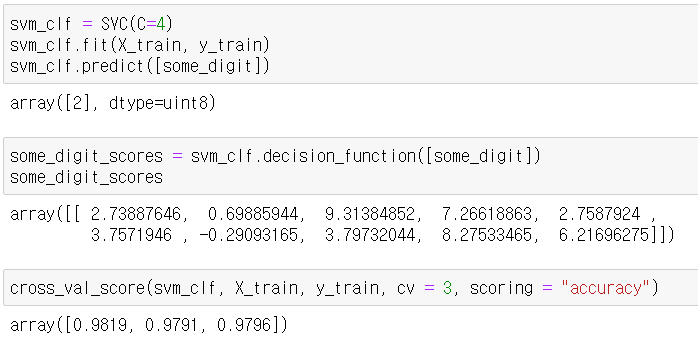 svm_clf = SVC(C=4)
svm_clf.fit(X_train, y_train)
svm_clf.predict([some_digit])
array([2], dtype=uint8)
some_digit_scores = svm_clf.decision_function([some_digit])
some_digit_scores
array([[ 2.73887646,  0.69885944,  9.31384852,  7.26618863,  2.7587924 ,
         3.7571946 , -0.29093165,  3.79732044,  8.27533465,  6.21696275]])
cross_val_score(svm_clf, X_train, y_train, cv = 3, scoring = "accuracy")
array([0.9819, 0.9791, 0.9796])